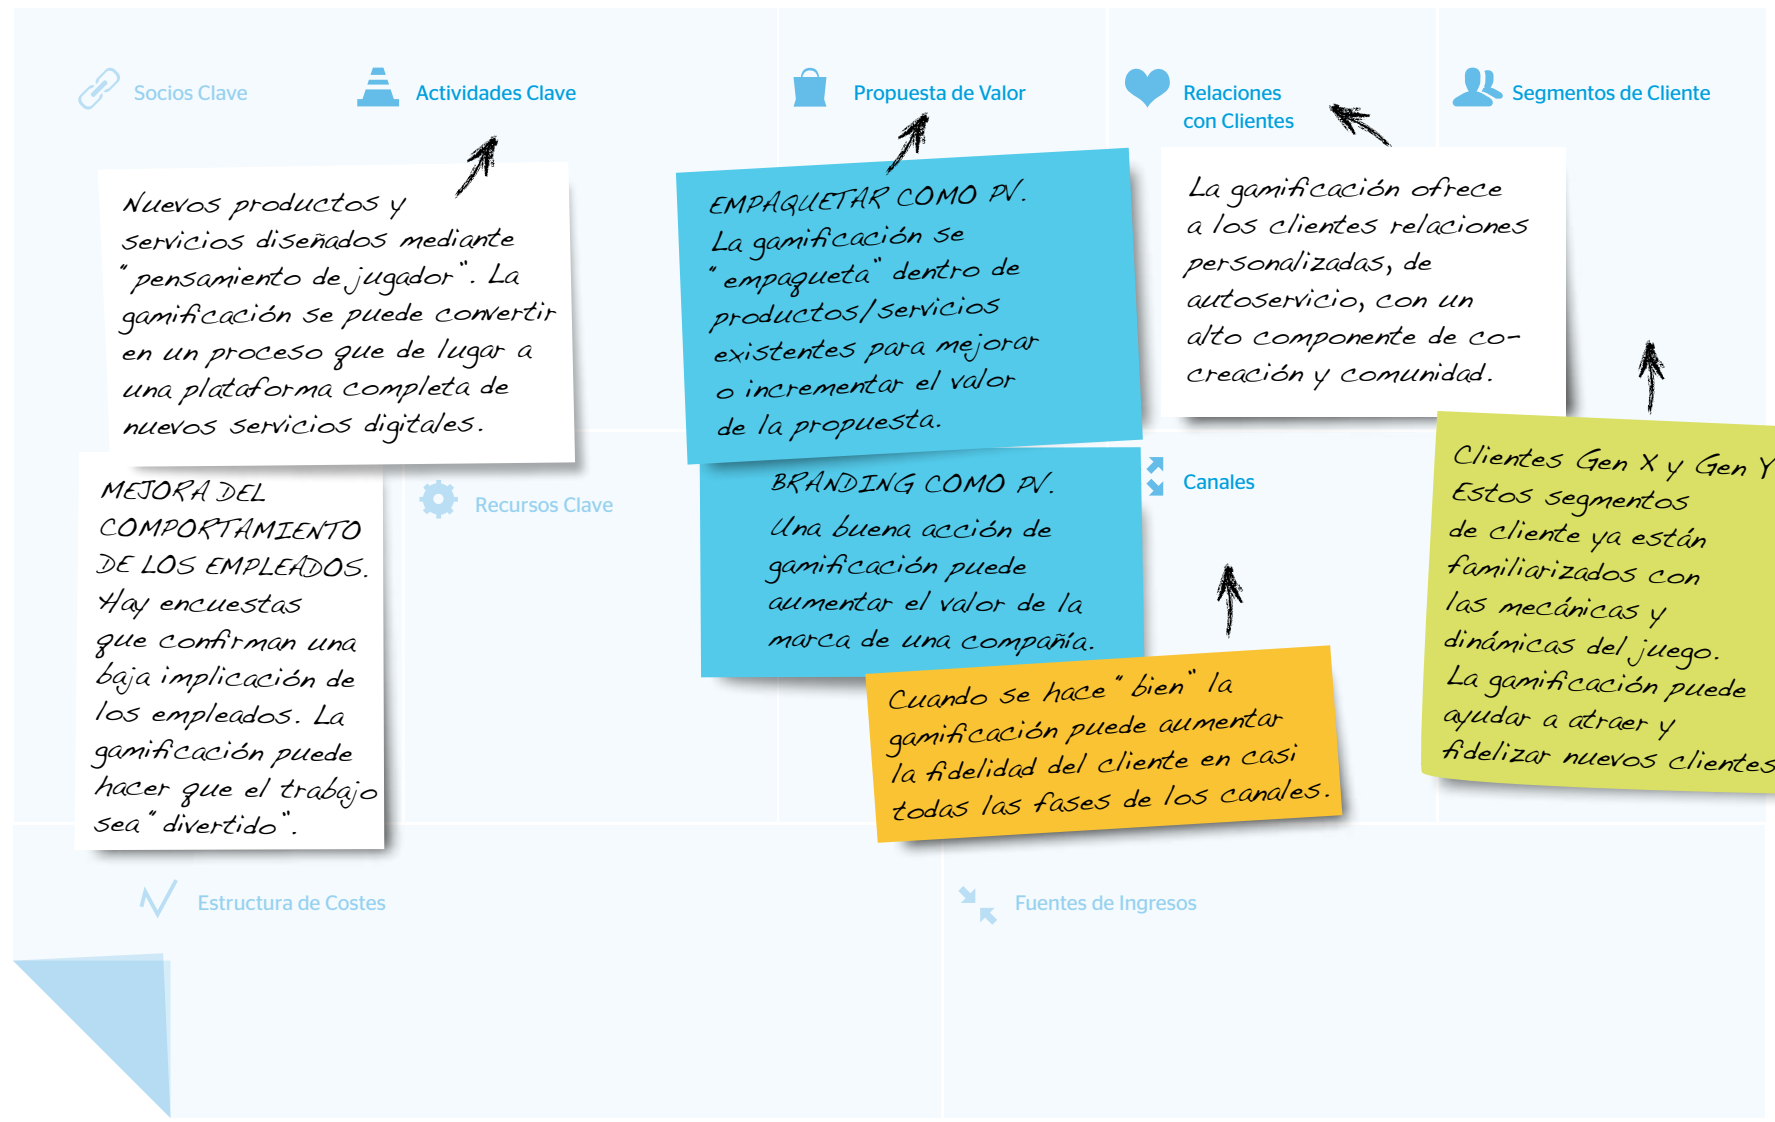 Socios Clave
Actividades Clave
Propuesta de Valor
Relaciones
con Clientes
Segmentos de Cliente
Nuevos productos y
servicios diseñados mediante
"pensamiento de jugador". La
gamificación se puede convertir
en un proceso que de lugar a
una plataforma completa de
nuevos servicios digitales.
EMPAQUETAR COMO PV.
La gamificación se
"empaqueta" dentro de
productos/servicios
existentes para mejorar
o incrementar el valor
de la propuesta.
La gamificación ofrece
a los clientes relaciones
personalizadas, de
autoservicio, con un
alto componente de co-
creación y comunidad.
MEJORA DEL
COMPORTAMIENTO
DE LOS EMPLEADOS.
Hay encuestas
que confirman una
baja implicación de
los empleados. La
gamificación puede
hacer que el trabajo
sea "divertido".
Recursos Clave
BRANDING COMO PV.
Una buena acción de
gamificación puede
aumentar el valor de la
marca de una compañía.
Canales
Cuando se hace "bien" la
gamificación puede aumentar
la fidelidad del cliente en casi
todas las fases de los canales.
Clientes Gen X y Gen Y
Estos segmentos
de cliente ya están
familiarizados con
las mecánicas y
dinámicas del juego.
La gamificación puede
ayudar a atraer y
fidelizar nuevos clientes
Estructura de Costes
Fuentes de Ingresos